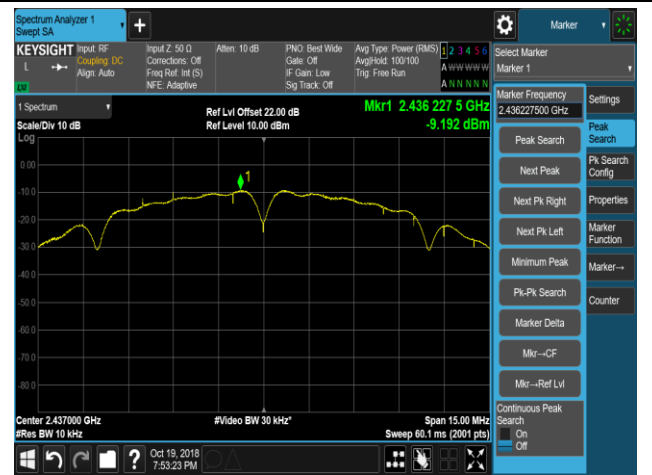 Spectrum Analyzer 1
Swept SA
Marker
KEYSIGHT
L
LXI
Input: RF
Coupling: DC
Align: Auto
Input Z: 50 Ω
Corrections: Off
Freq Ref: Int (S)
NFE: Adaptive
Atten: 10 dB
PNO: Best Wide
Gate: Off
IF Gain: Low
Sig Track: Off
Avg Type: Power (RMS)
Avg|Hold: 100/100
Trig: Free Run
1 2 3 4 5 6
A W W W W W
A N N N N N
Select Marker
Marker 1
1 Spectrum
Scale/Div 10 dB
Log
Ref Lvl Offset 22.00 dB
Ref Level 10.00 dBm
Mkr1 2.436 227 5 GHz
-9.192 dBm
1
0.00
-10.0
-20.0
-30.0
-40.0
-50.0
-60.0
-70.0
-80.0
Center 2.437000 GHz
#Res BW 10 kHz
#Video BW 30 kHz*
Span 15.00 MHz
Sweep 60.1 ms (2001 pts)
Marker Frequency
2.436227500 GHz
Peak Search
Next Peak
Next Pk Right
Next Pk Left
Minimum Peak
Pk-Pk Search
Marker Delta
Mkr→CF
Mkr→Ref Lvl
Continuous Peak
Search
On
Off
Settings
Peak
Search
Pk Search
Config
Properties
Marker
Function
Marker→
Counter
?
Oct 19, 2018
7:53:23 PM